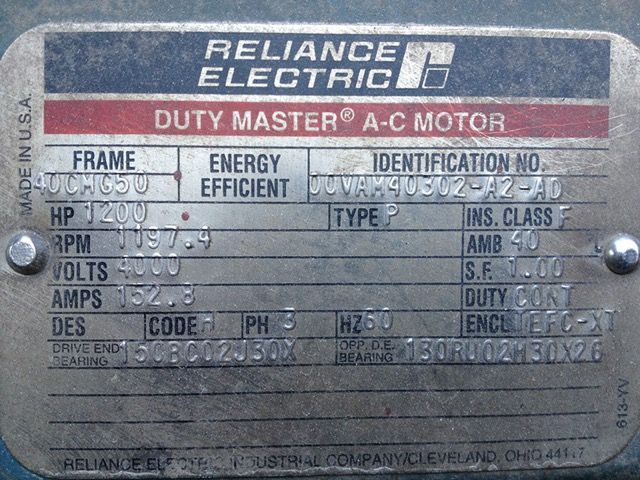 RELIANCE
ELECTRIC
DUTY MASTER® A-C MOTOR
MADE IN U.S.A.
FRAME ENERGY EFFICIENT IDENTIFICATION NO.
40CMG50 00VAM40302-A2-AD
HP 1200 TYPE P INS. CLASS F
RPM 1197.4 AMB 40
VOLTS 4000 S.F. 1.00
AMPS 152.8 DUTY CONT
DES CODE H PH 3 HZ 60 ENCL TEFC-XT
DRIVE END BEARING 150BC02J30X OPP. D.E. BEARING 130RU02M30X26
613-YV
RELIANCE ELECTRIC INDUSTRIAL COMPANY/CLEVELAND, OHIO 44117